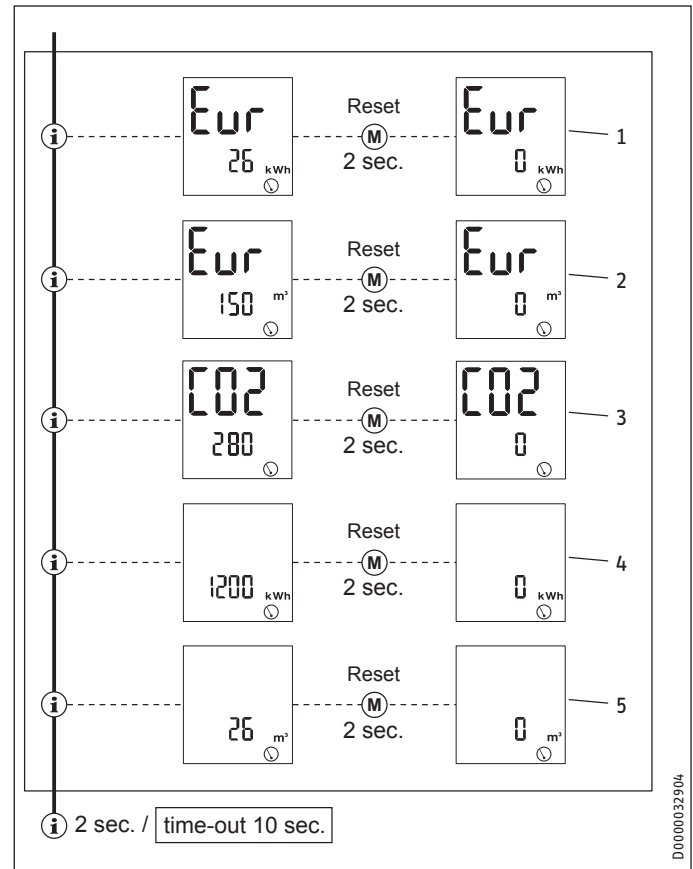 Eur
Reset
Eur
i
26 kWh
M
0 kWh
1
2 sec.
Eur
Reset
Eur
i
150 m³
M
0 m³
2
2 sec.
CO2
Reset
CO2
i
280
M
0
3
2 sec.
Reset
i
1200 kWh
M
0 kWh
4
2 sec.
Reset
i
26 m³
M
0 m³
5
2 sec.
i 2 sec. / time-out 10 sec.
D0000032904